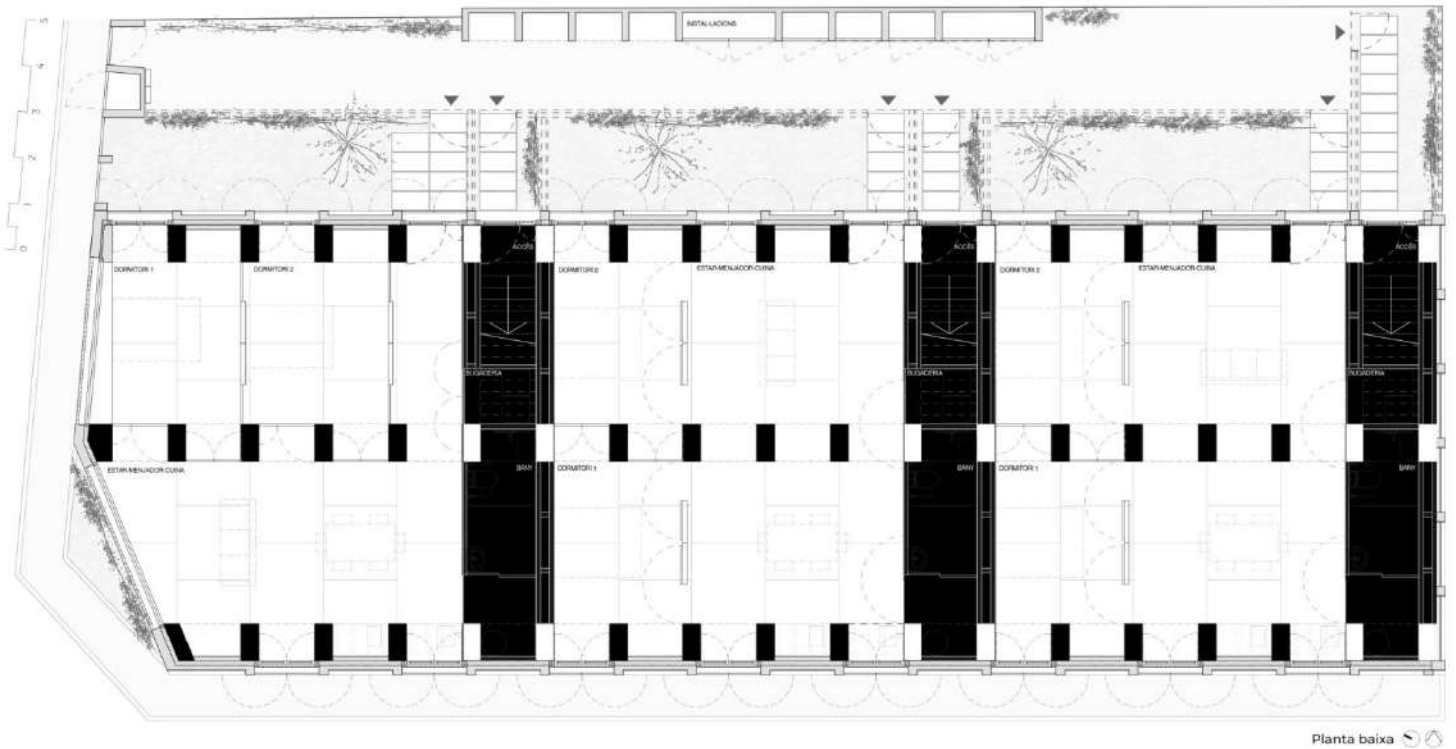 INSTAL·LACIONS
5
4
3
2
1
0
ACCÉS
ACCÉS
ACCÉS
DORMITORI 1
DORMITORI 2
DORMITORI 2
ESTAR-MENJADOR-CUINA
DORMITORI 2
ESTAR-MENJADOR-CUINA
BUGADERIA
BUGADERIA
BUGADERIA
ESTAR-MENJADOR-CUINA
BANY
DORMITORI 1
BANY
DORMITORI 1
BANY
Planta baixa